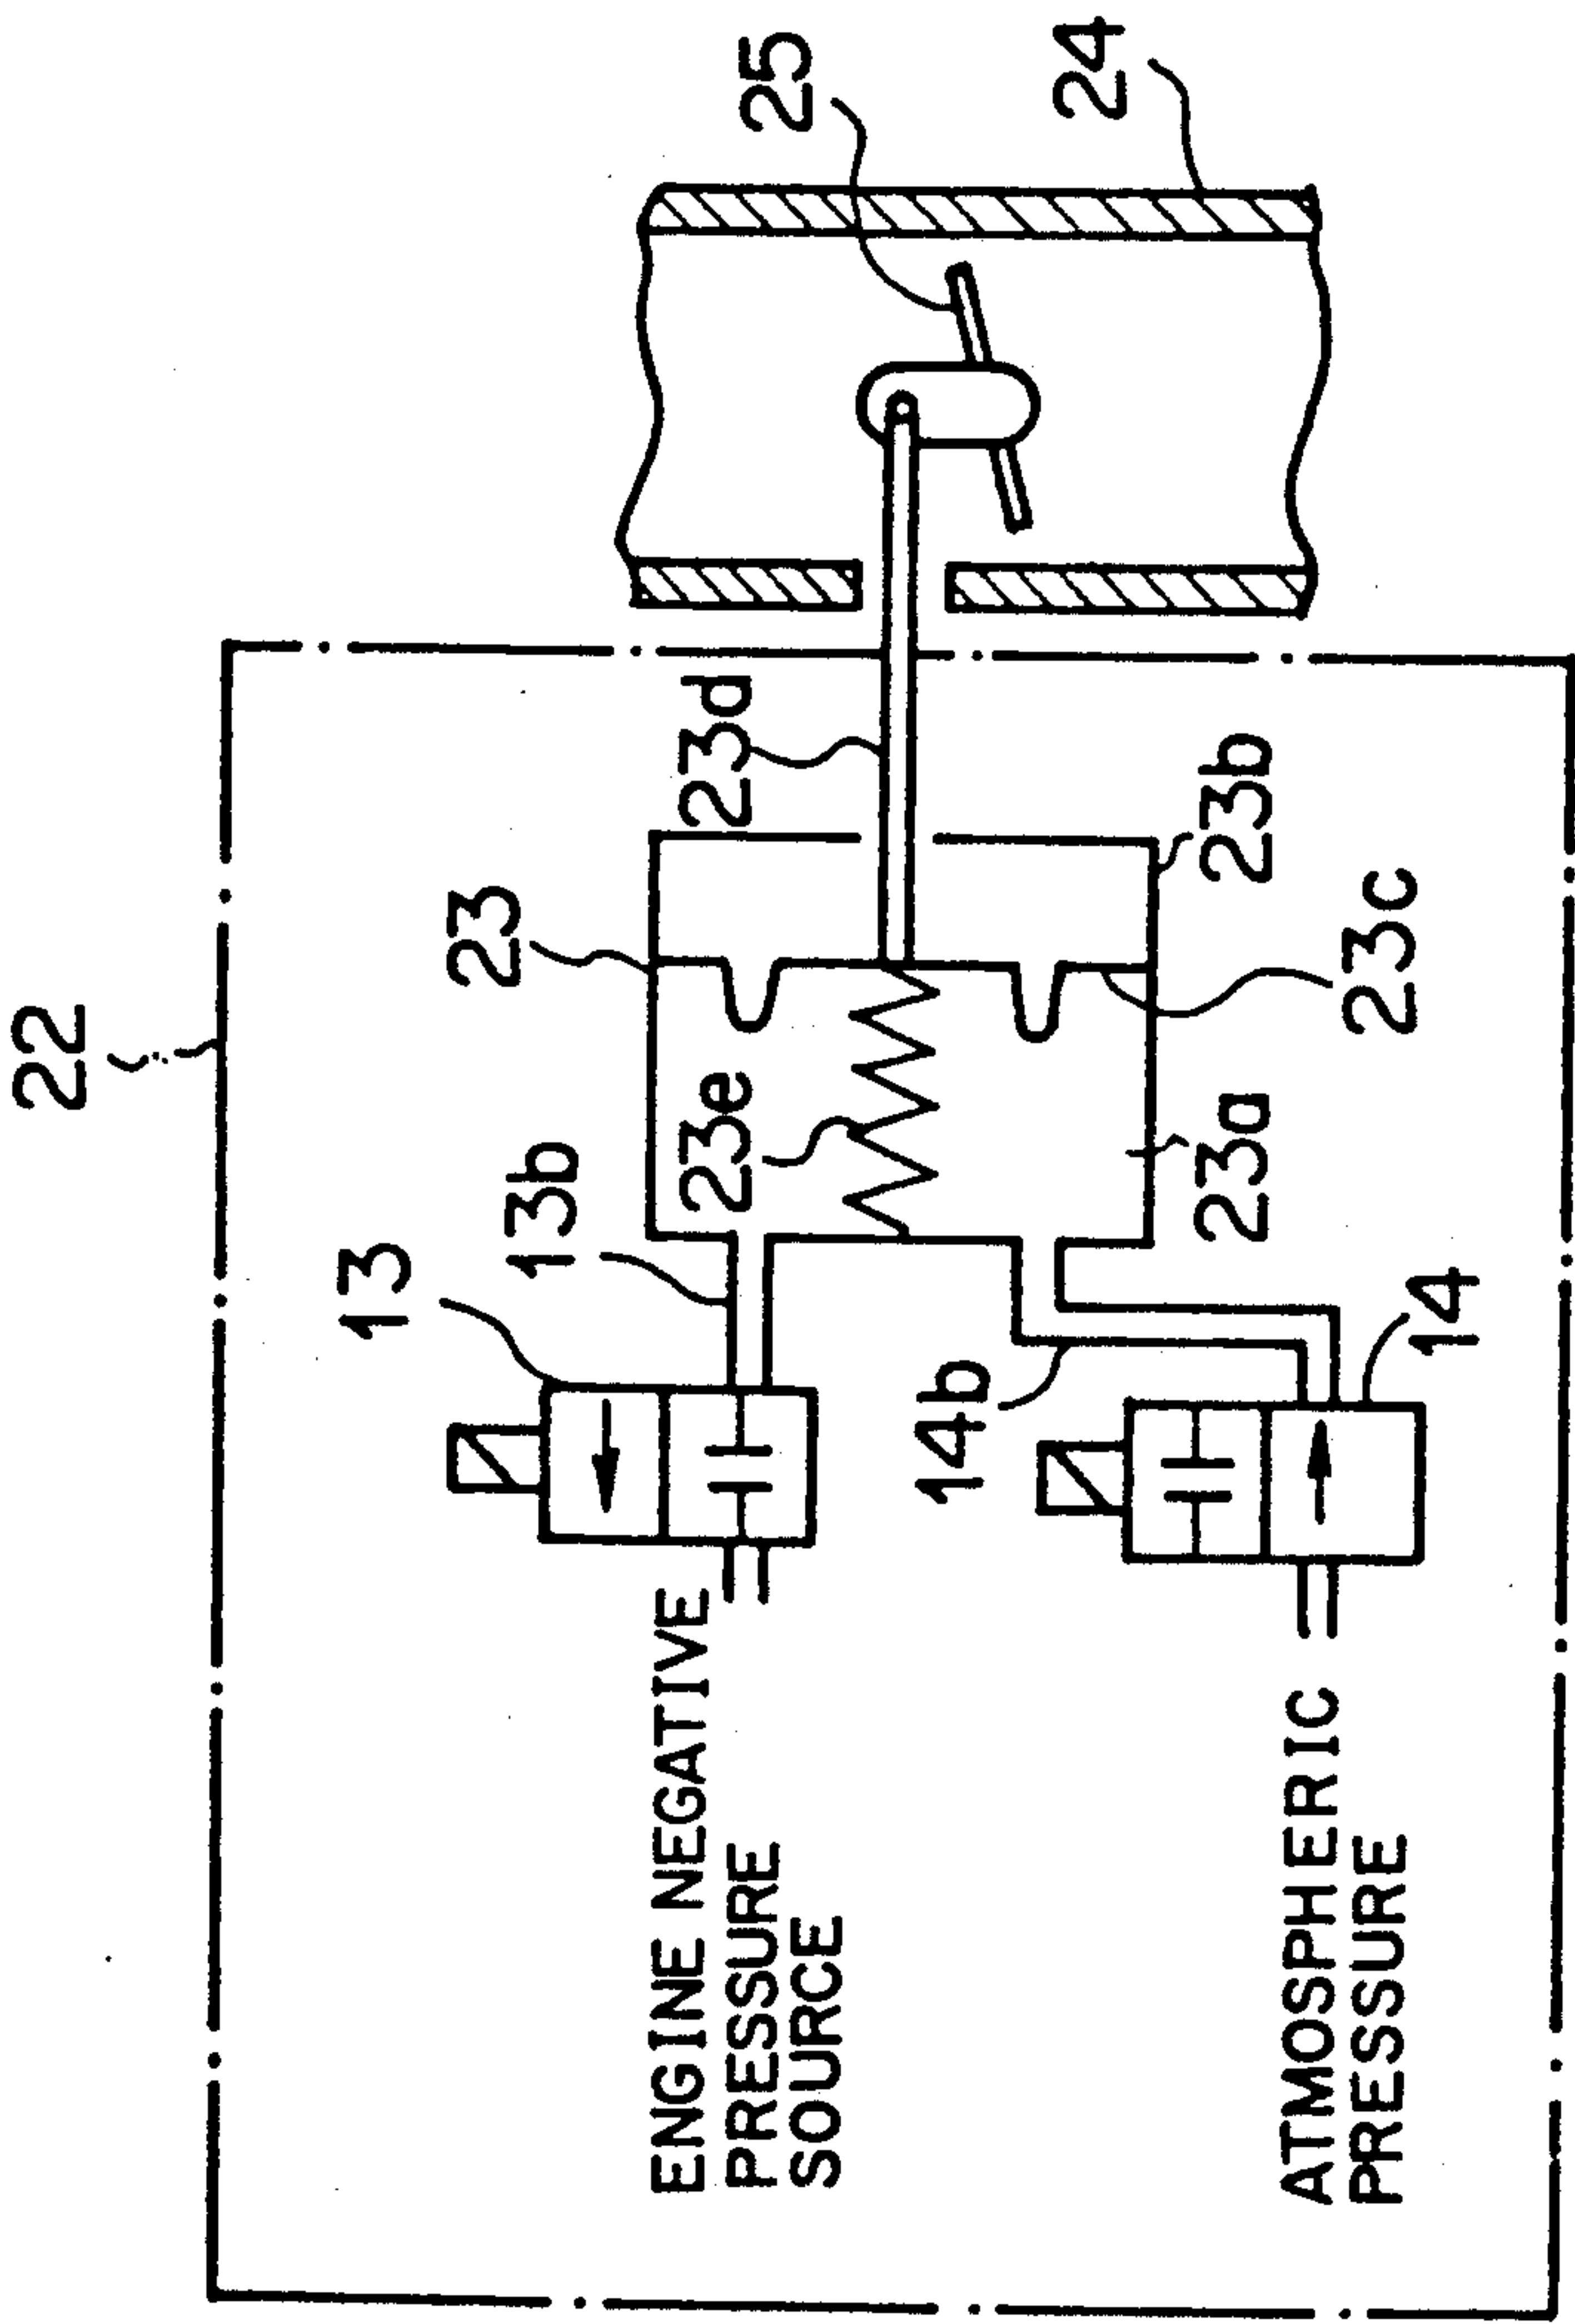 22
13
13b
23
23e
23d
25
24
ENGINE NEGATIVE
PRESSURE
SOURCE
14b
23a
23b
23c
14
ATMOSPHERIC
PRESSURE